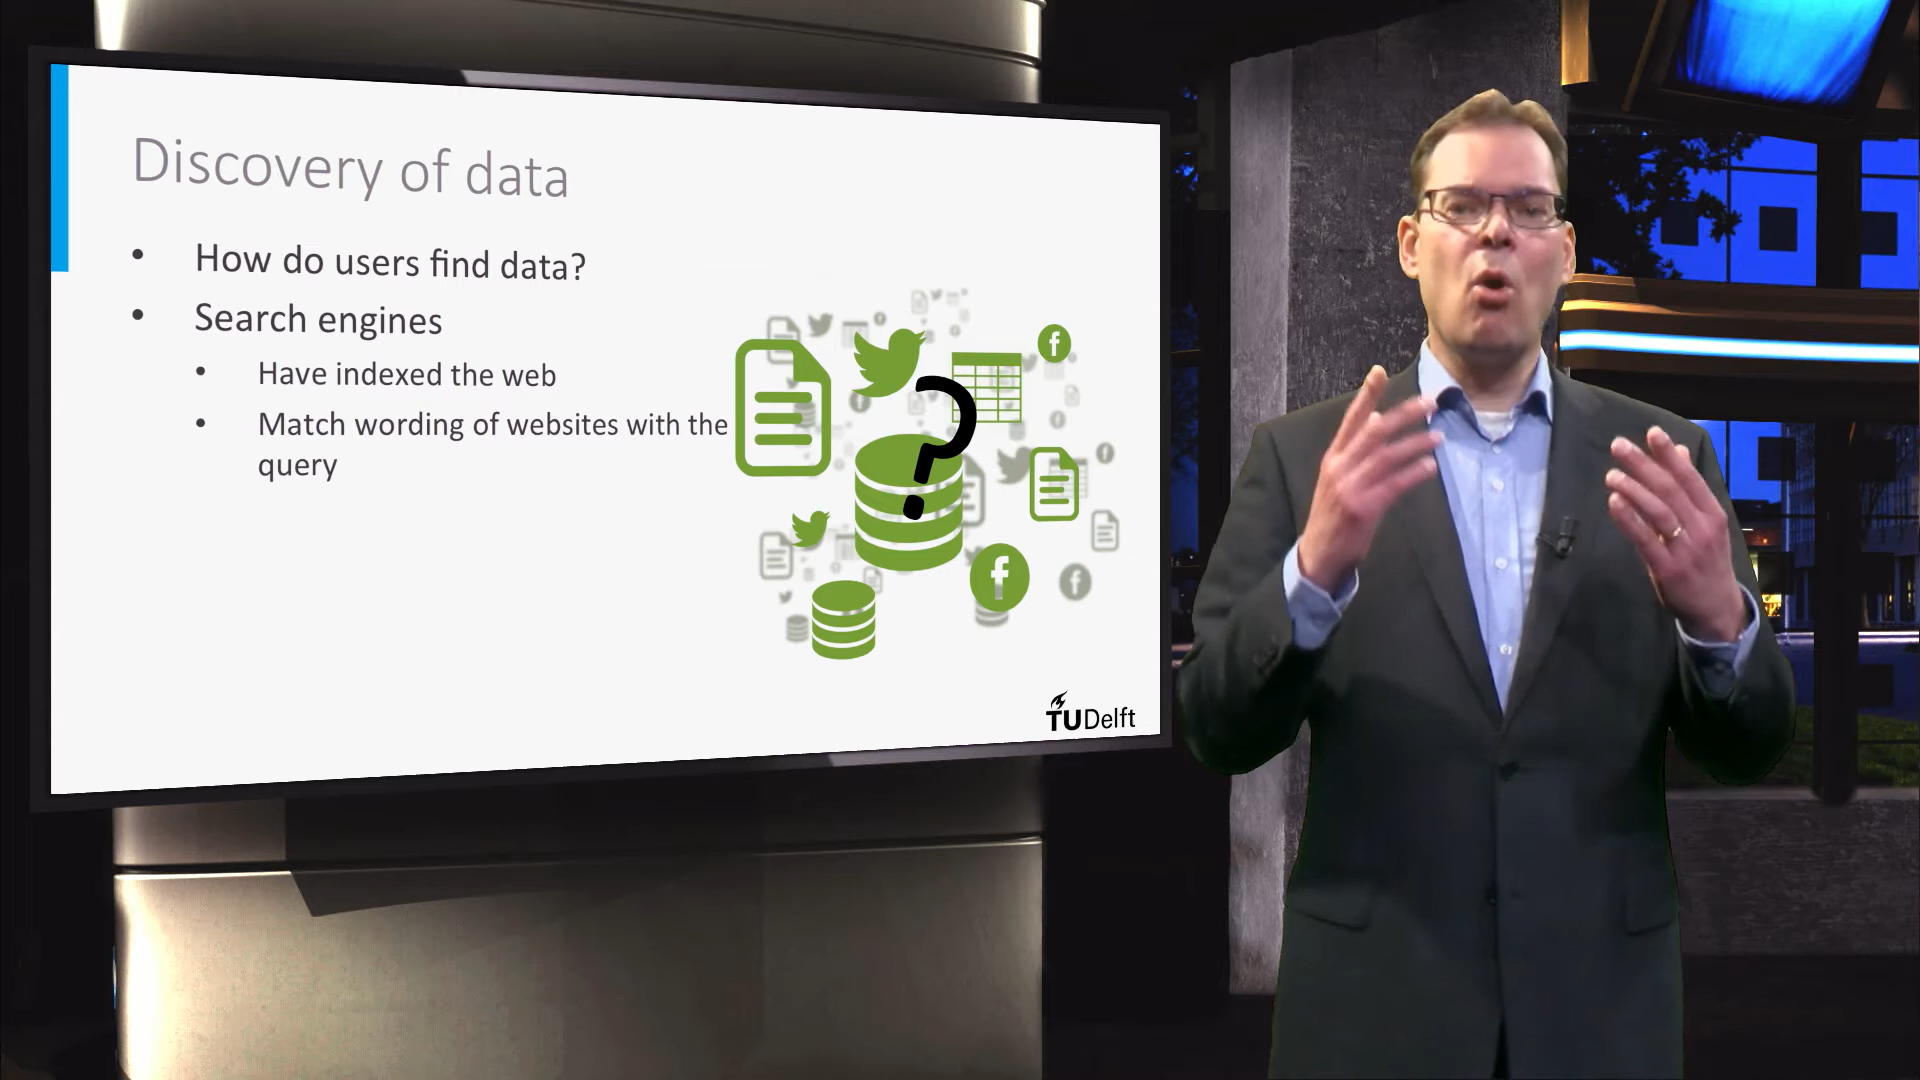 Discovery of data
• How do users find data?
• Search engines
• Have indexed the web
• Match wording of websites with the
query
?
f
f
f
TUDelft